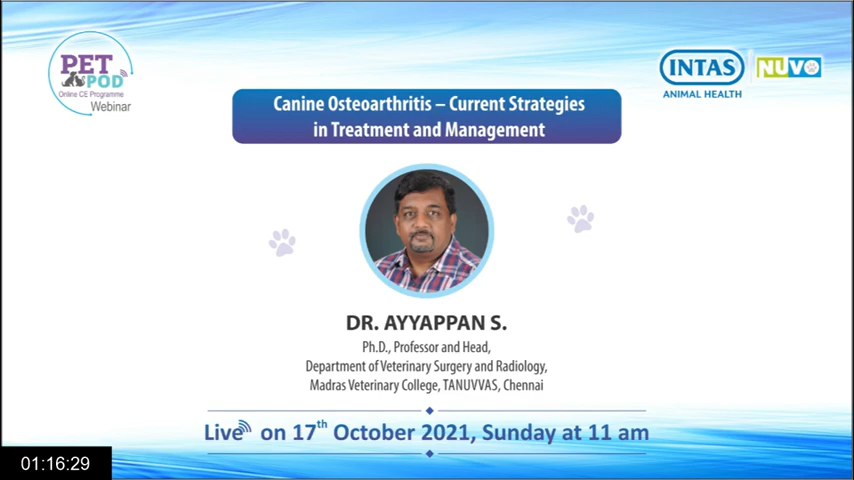 PET
POD
Online CE Programme
Webinar
INTAS
ANIMAL HEALTH
NUVO
Canine Osteoarthritis – Current Strategies
in Treatment and Management
DR. AYYAPPAN S.
Ph.D., Professor and Head,
Department of Veterinary Surgery and Radiology,
Madras Veterinary College, TANUVVAS, Chennai
Live on 17th October 2021, Sunday at 11 am
01:16:29